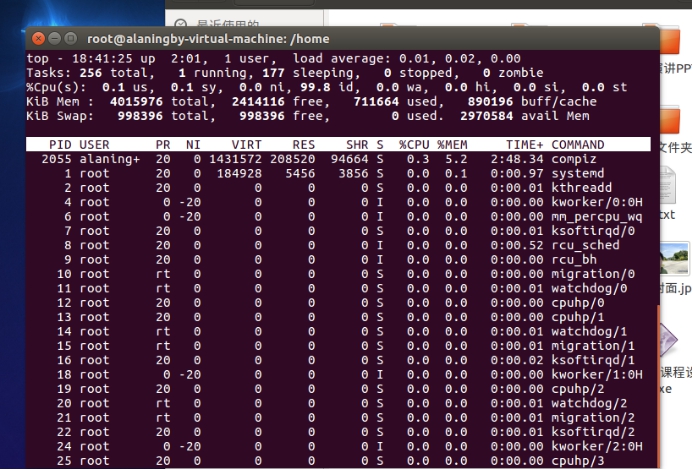 最近使用的
root@alaningby-virtual-machine: /home
top - 18:41:25 up  2:01,  1 user,  load average: 0.01, 0.02, 0.00
Tasks: 256 total,   1 running, 177 sleeping,   0 stopped,   0 zombie
%Cpu(s):  0.1 us,  0.1 sy,  0.0 ni, 99.8 id,  0.0 wa,  0.0 hi,  0.0 si,  0.0 st
KiB Mem :  4015976 total,  2414116 free,   711664 used,   890196 buff/cache
KiB Swap:   998396 total,   998396 free,        0 used.  2970584 avail Mem
PID USER      PR  NI    VIRT    RES    SHR S  %CPU %MEM     TIME+ COMMAND
2055 alaning+  20   0 1431572 208520  94664 S   0.3  5.2   2:48.34 compiz
1 root      20   0  184928   5456   3856 S   0.0  0.1   0:00.97 systemd
2 root      20   0       0      0      0 S   0.0  0.0   0:00.01 kthreadd
4 root       0 -20       0      0      0 I   0.0  0.0   0:00.00 kworker/0:0H
6 root       0 -20       0      0      0 I   0.0  0.0   0:00.00 mm_percpu_wq
7 root      20   0       0      0      0 S   0.0  0.0   0:00.01 ksoftirqd/0
8 root      20   0       0      0      0 I   0.0  0.0   0:00.52 rcu_sched
9 root      20   0       0      0      0 I   0.0  0.0   0:00.00 rcu_bh
10 root      rt   0       0      0      0 S   0.0  0.0   0:00.00 migration/0
11 root      rt   0       0      0      0 S   0.0  0.0   0:00.01 watchdog/0
12 root      20   0       0      0      0 S   0.0  0.0   0:00.00 cpuhp/0
13 root      20   0       0      0      0 S   0.0  0.0   0:00.00 cpuhp/1
14 root      rt   0       0      0      0 S   0.0  0.0   0:00.01 watchdog/1
15 root      rt   0       0      0      0 S   0.0  0.0   0:00.01 migration/1
16 root      20   0       0      0      0 S   0.0  0.0   0:00.02 ksoftirqd/1
18 root       0 -20       0      0      0 I   0.0  0.0   0:00.00 kworker/1:0H
19 root      20   0       0      0      0 S   0.0  0.0   0:00.00 cpuhp/2
20 root      rt   0       0      0      0 S   0.0  0.0   0:00.01 watchdog/2
21 root      rt   0       0      0      0 S   0.0  0.0   0:00.01 migration/2
22 root      20   0       0      0      0 S   0.0  0.0   0:00.01 ksoftirqd/2
24 root       0 -20       0      0      0 I   0.0  0.0   0:00.00 kworker/2:0H
25 root      20   0       0      0      0 S   0.0  0.0   0:00.00 cpuhp/3
讲PP
文件夹
txt
封面.jp
课程设
xe